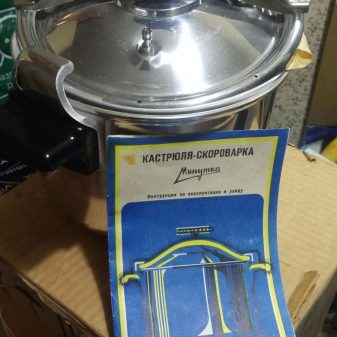 КАСТРЮЛЯ-СКОРОВАРКА
Минутка
Инструкция по эксплуатации и уходу